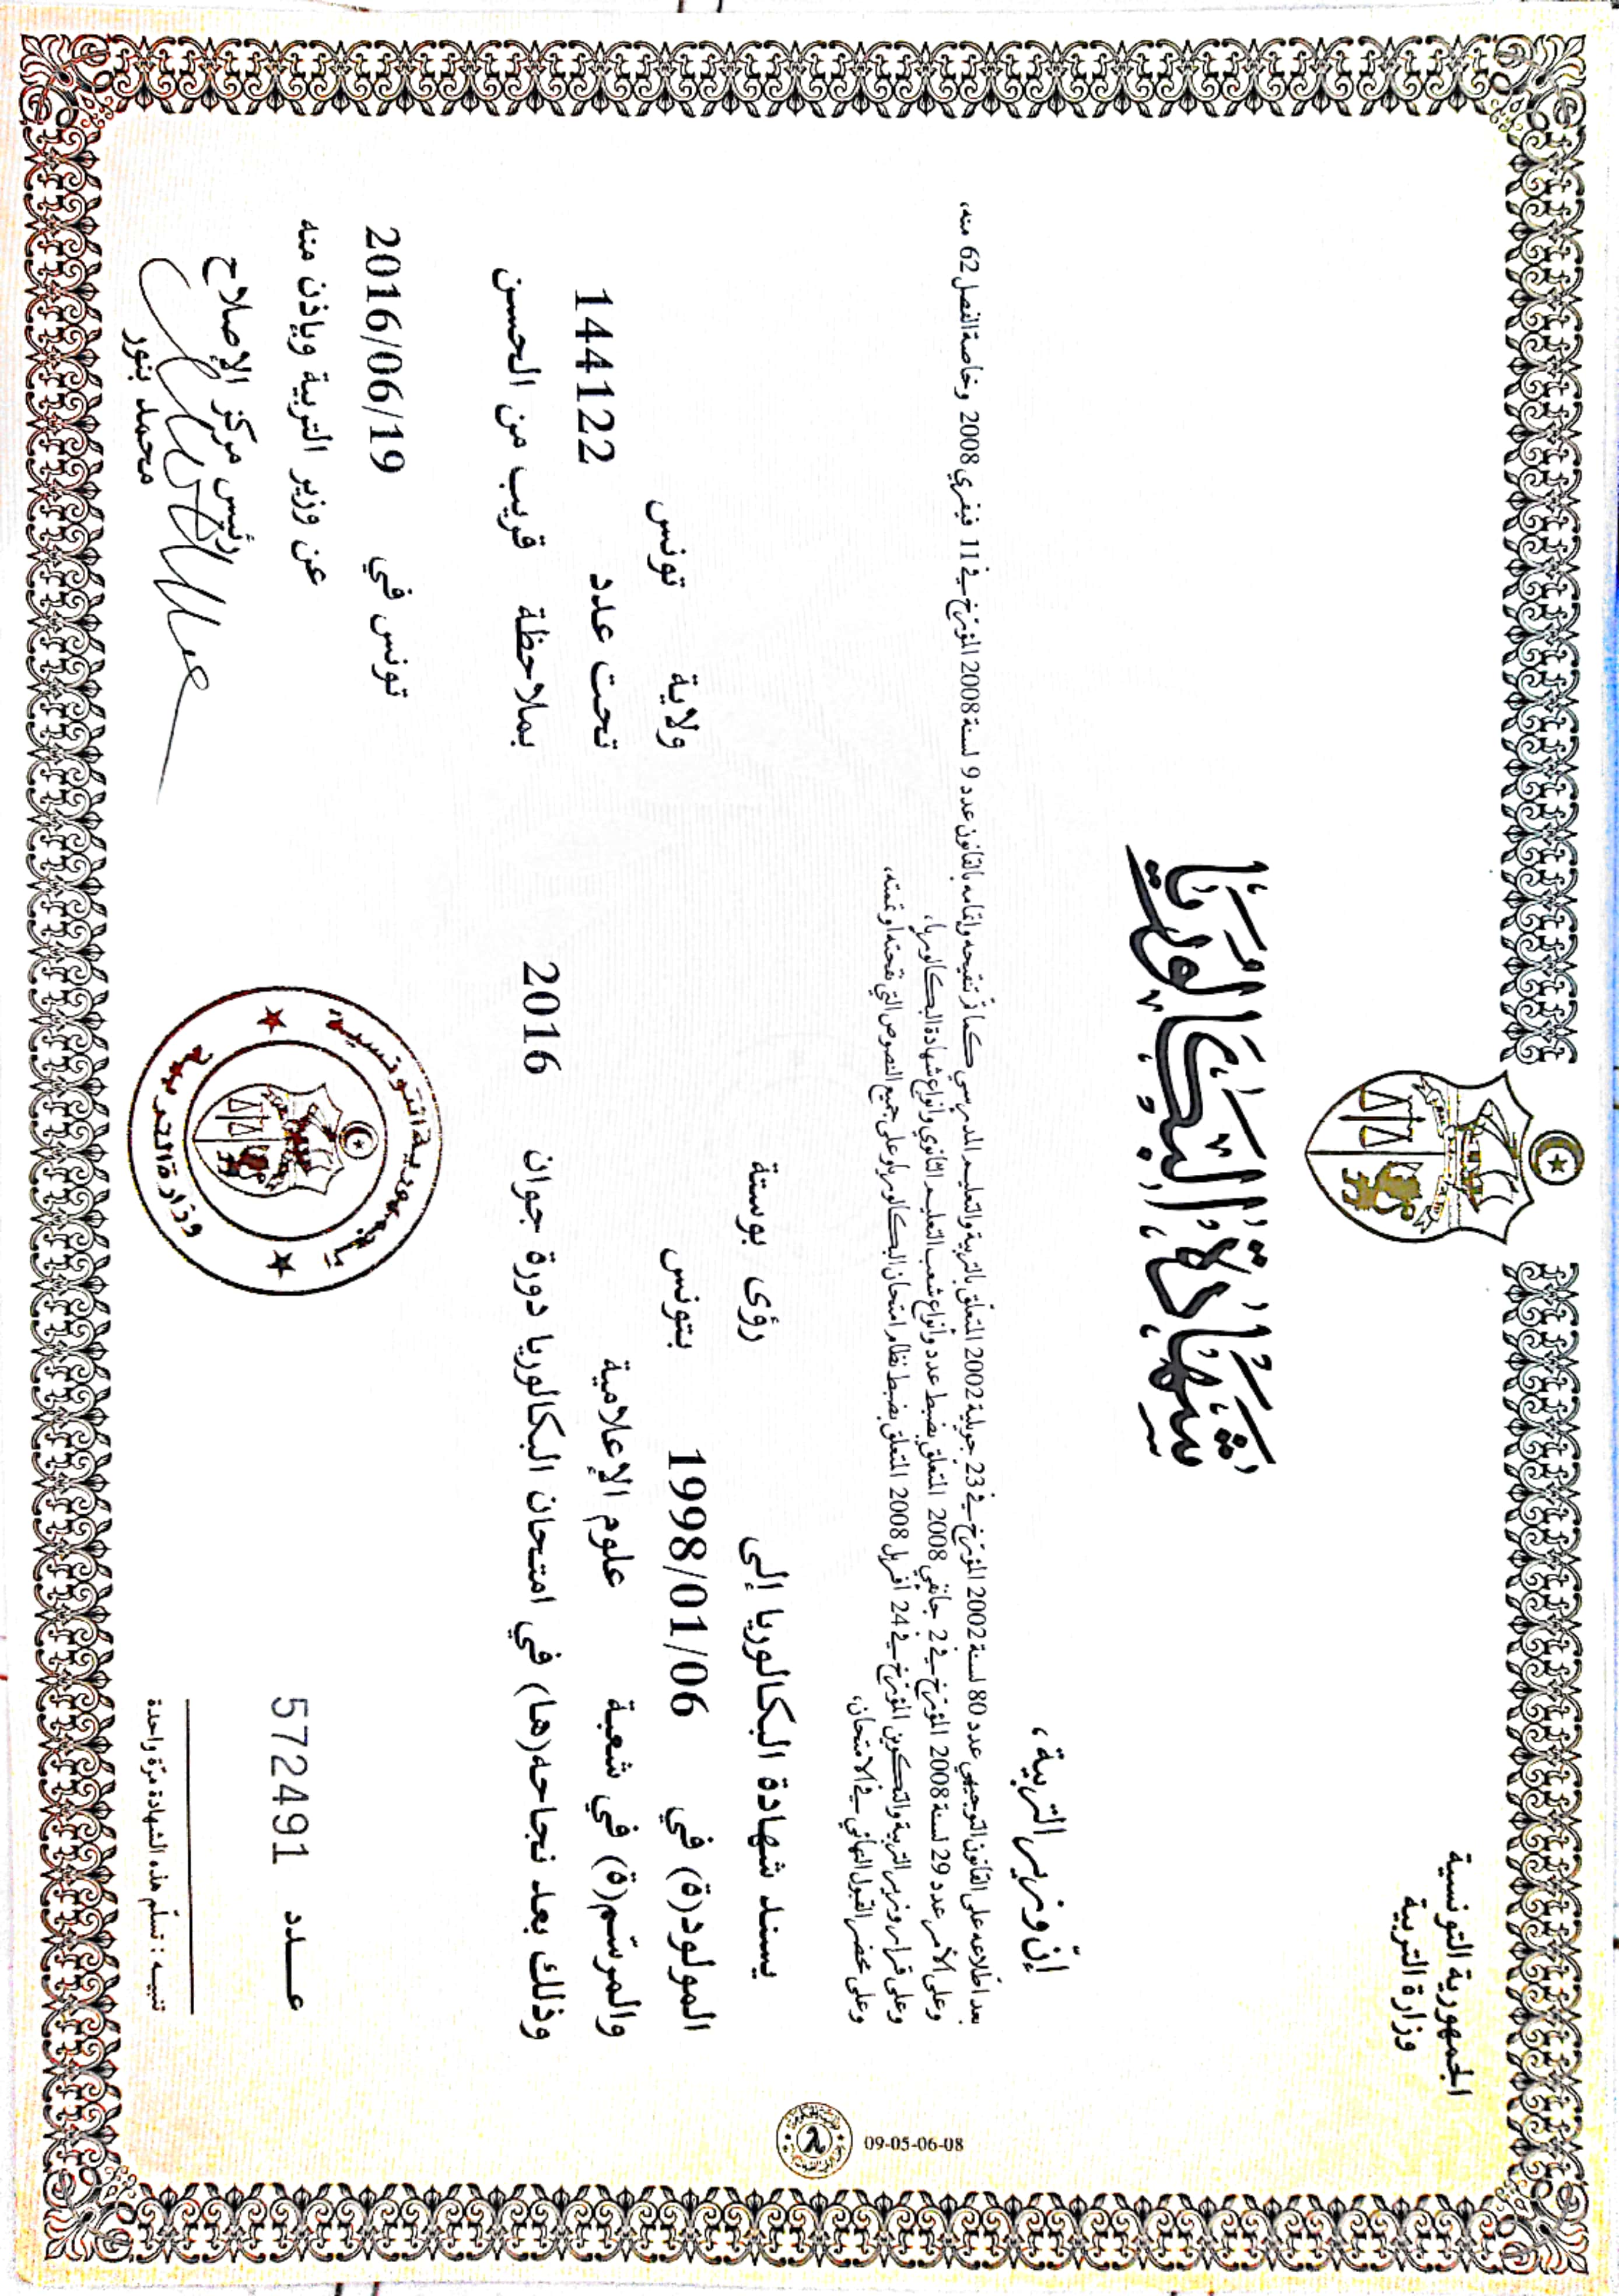 الجمهورية التونسية
وزارة التربية
شَهَادَة البَكَالُورِيَا
إنّ وزير التربية ،
بعد اطّلاعه على القانون التوجيهي عدد 80 لسنة 2002 المؤرّخ في 23 جويلية 2002 المتعلّق بالتربية والتعليم المدرسي كما تمّ تنقيحه وإتمامه بالقانون عدد 9 لسنة 2008 المؤرّخ في 11 فيفري 2008 وخاصة الفصل 62 منه،
وعلى الأمر عدد 29 لسنة 2008 المؤرّخ في 2 جانفي 2008 المتعلّق بضبط عدد وأنواع شعب التعليم الثانوي وأنواع شهادة البكالوريا،
وعلى قرار وزير التربية والتكوين المؤرّخ في 24 أفريل 2008 المتعلّق بضبط نظام امتحان البكالوريا وعلى جميع النصوص التي نقحته أو تممته،
وعلى محضر القبول النهائي في الامتحان،
09-05-06-08
يسند شهادة البكالوريا إلى رؤى بوستة
المولود(ة) في 1998/01/06 بتونس ولاية تونس
والمرسّم(ة) في شعبة علوم الإعلامية تحت عدد 144122
وذلك بعد نجاحه(ها) في امتحان البكالوريا دورة جوان 2016 بملاحظة قريب من الحسن
تونس في 2016/06/19
عن وزير التربية وبإذن منه
رئيس مركز الإصلاح
محمد بنور
الجمهورية التونسية
وزارة التربية
عـــدد 572491
تنبيـه : تسلّم هذه الشهادة مرّة واحدة